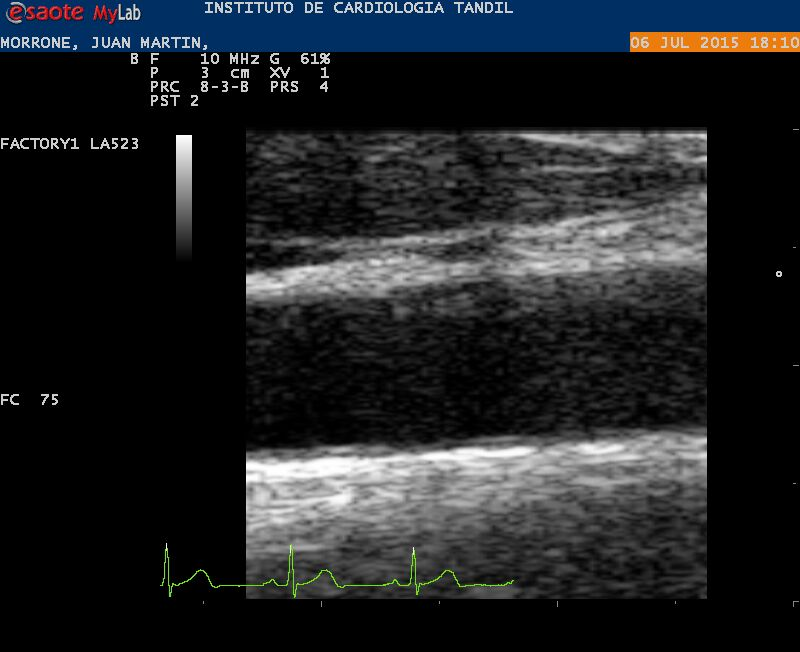 esaote MyLab
INSTITUTO DE CARDIOLOGIA TANDIL
MORRONE, JUAN MARTIN,
06 JUL 2015 18:10
B F 10 MHz G 61%
P 3 cm XV 1
PRC 8-3-B PRS 4
PST 2
FACTORY1 LA523
FC 75